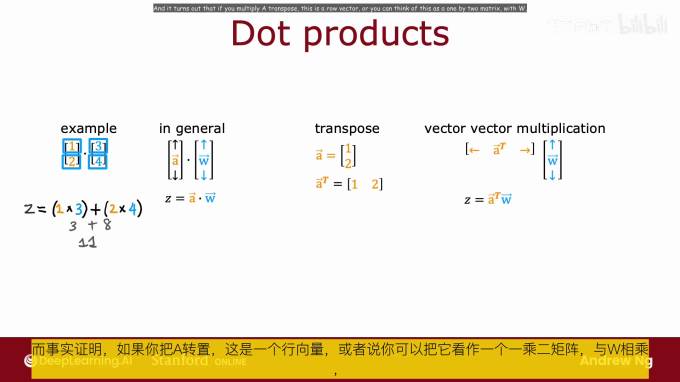 And it turns out that if you multiply A transpose, this is a row vector, or you can think of this as a one by two matrix, with W.
bilibili
Dot products
example
in general
transpose
vector vector multiplication
[1 2] · [3 4]
[↑ a⃗ ↓] · [↑ w⃗ ↓]
a⃗ = [1 2]
[← a⃗ᵀ →] [↑ w⃗ ↓]
a⃗ᵀ = [1 2]
z = a⃗ · w⃗
z = a⃗ᵀw⃗
z = (1 × 3) + (2 × 4)
3 + 8
11
DeepLearning.AI
Stanford ONLINE
Andrew Ng
而事实证明，如果你把A转置，这是一个行向量，或者说你可以把它看作一个一乘二矩阵，与W相乘
，